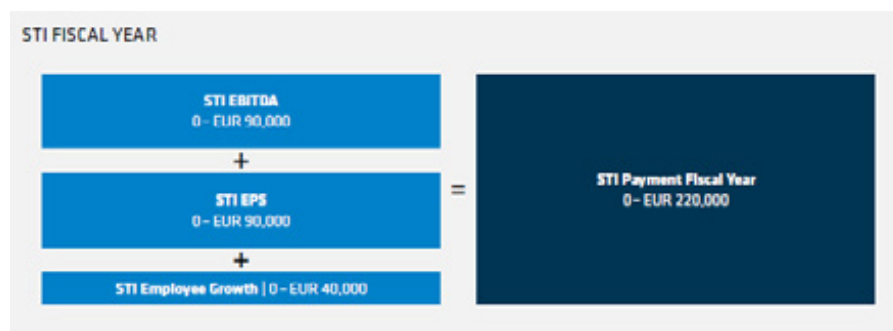 STI FISCAL YEAR
STI EBITDA
0 – EUR 90,000
+
STI EPS
0 – EUR 90,000
+
STI Employee Growth | 0 – EUR 40,000
=
STI Payment Fiscal Year
0 – EUR 220,000